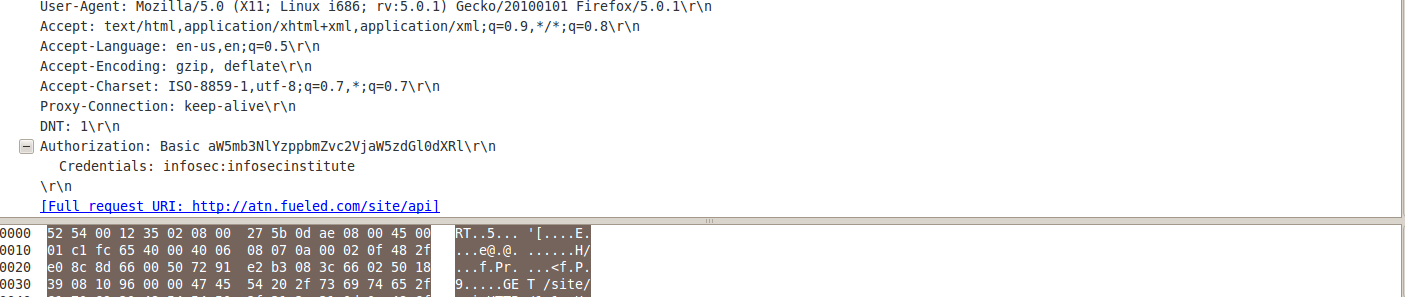 User-Agent: Mozilla/5.0 (X11; Linux i686; rv:5.0.1) Gecko/20100101 Firefox/5.0.1\r\n
Accept: text/html,application/xhtml+xml,application/xml;q=0.9,*/*;q=0.8\r\n
Accept-Language: en-us,en;q=0.5\r\n
Accept-Encoding: gzip, deflate\r\n
Accept-Charset: ISO-8859-1,utf-8;q=0.7,*;q=0.7\r\n
Proxy-Connection: keep-alive\r\n
DNT: 1\r\n
Authorization: Basic aW5mb3NlYzppbmZvc2VjaW5zdGl0dXRl\r\n
Credentials: infosec:infosecinstitute
\r\n
[Full request URI: http://atn.fueled.com/site/api]
0000 52 54 00 12 35 02 08 00 27 5b 0d ae 08 00 45 00 RT..5... '[....E.
0010 01 c1 fc 65 40 00 40 06 08 07 0a 00 02 0f 48 2f ...e@.@. ......H/
0020 e0 8c 8d 66 00 50 72 91 e2 b3 08 3c 66 02 50 18 ...f.Pr. ...<f.P.
0030 39 08 10 96 00 00 47 45 54 20 2f 73 69 74 65 2f 9.....GE T /site/